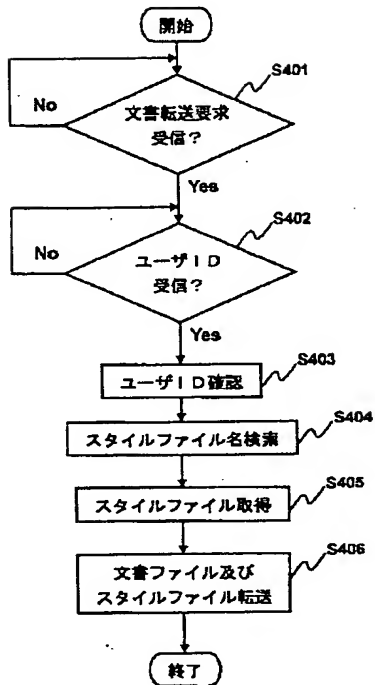 開始
S401
文書転送要求
受信？
No
Yes
S402
ユーザID
受信？
No
Yes
S403
ユーザID確認
S404
スタイルファイル名検索
S405
スタイルファイル取得
S406
文書ファイル及び
スタイルファイル転送
終了